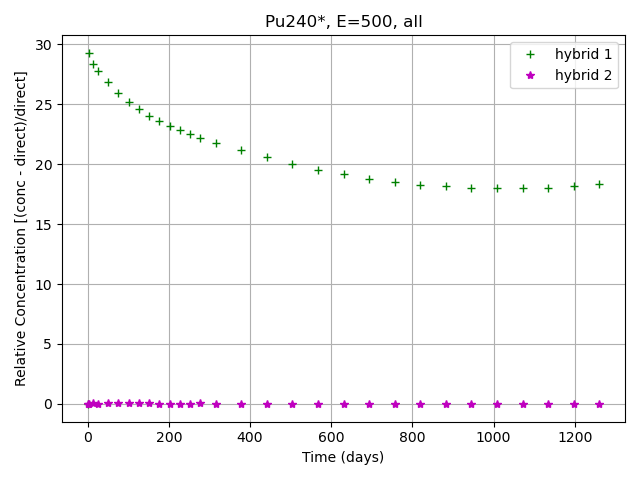 Pu240*, E=500, all
hybrid 1
hybrid 2
Relative Concentration [(conc - direct)/direct]
30
25
20
15
10
5
0
0 200 400 600 800 1000 1200
Time (days)